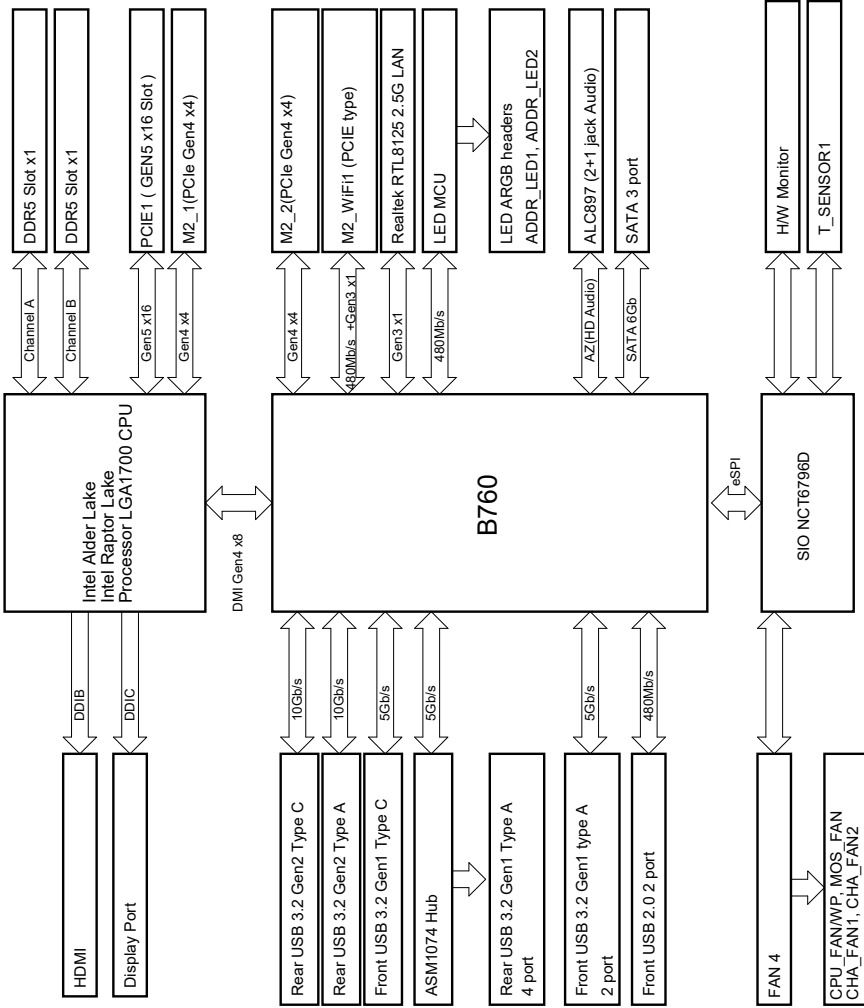 DDR5 Slot x1
DDR5 Slot x1
PCIE1 ( GEN5 x16 Slot )
M2_1(PCIe Gen4 x4)
M2_2(PCIe Gen4 x4)
M2_WiFi1 (PCIE type)
Realtek RTL8125 2.5G LAN
LED MCU
LED ARGB headers
ADDR_LED1, ADDR_LED2
ALC897 (2+1 jack Audio)
SATA 3 port
H/W Monitor
T_SENSOR1
Channel A
Channel B
Gen5 x16
Gen4 x4
Gen4 x4
480Mb/s +Gen3 x1
Gen3 x1
480Mb/s
AZ(HD Audio)
SATA 6Gb
Intel Alder Lake
Intel Raptor Lake
Processor LGA1700 CPU
DMI Gen4 x8
B760
eSPI
SIO NCT6796D
DDIB
DDIC
10Gb/s
10Gb/s
5Gb/s
5Gb/s
5Gb/s
480Mb/s
HDMI
Display Port
Rear USB 3.2 Gen2 Type C
Rear USB 3.2 Gen2 Type A
Front USB 3.2 Gen1 Type C
ASM1074 Hub
Rear USB 3.2 Gen1 Type A
4 port
Front USB 3.2 Gen1 type A
2 port
Front USB 2.0 2 port
FAN 4
CPU_FAN/WP, MOS_FAN
CHA_FAN1, CHA_FAN2